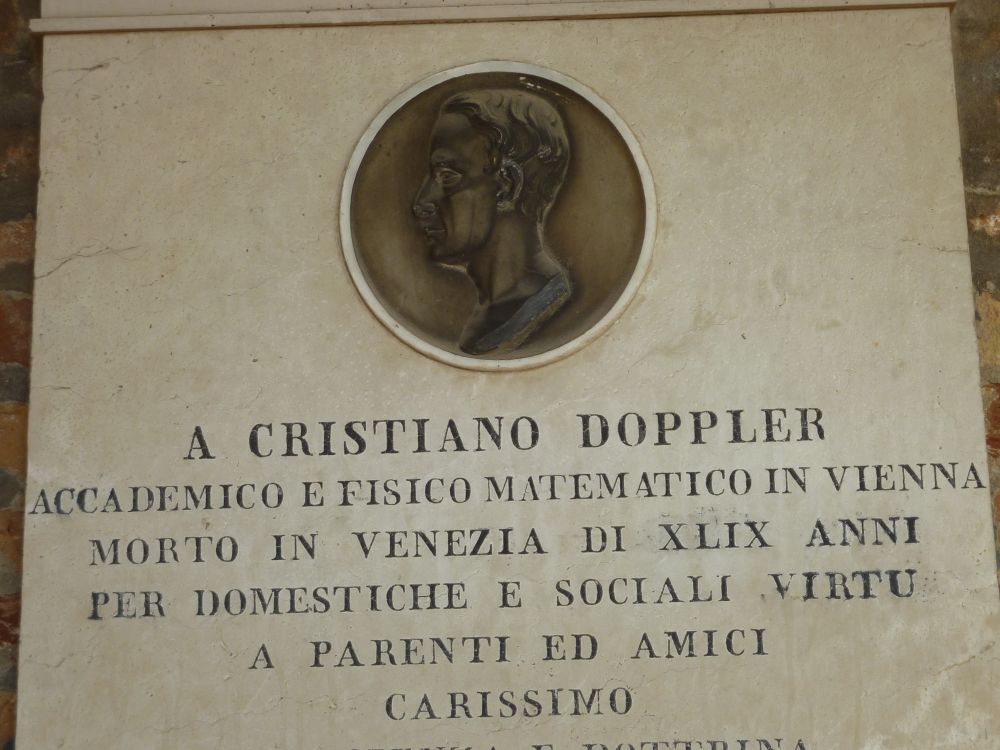 A CRISTIANO DOPPLER
ACCADEMICO E FISICO MATEMATICO IN VIENNA
MORTO IN VENEZIA DI XLIX ANNI
PER DOMESTICHE E SOCIALI VIRTU
A PARENTI ED AMICI
CARISSIMO
E DOTTRINA